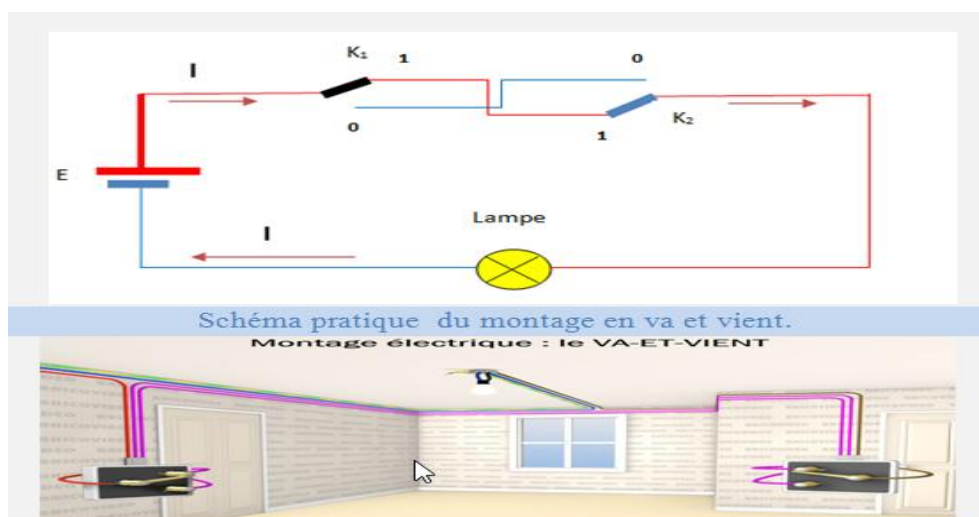 K₁
1
0
I
0
K₂
1
E
Lampe
I
Schéma pratique du montage en va et vient.
Montage électrique : le VA-ET-VIENT